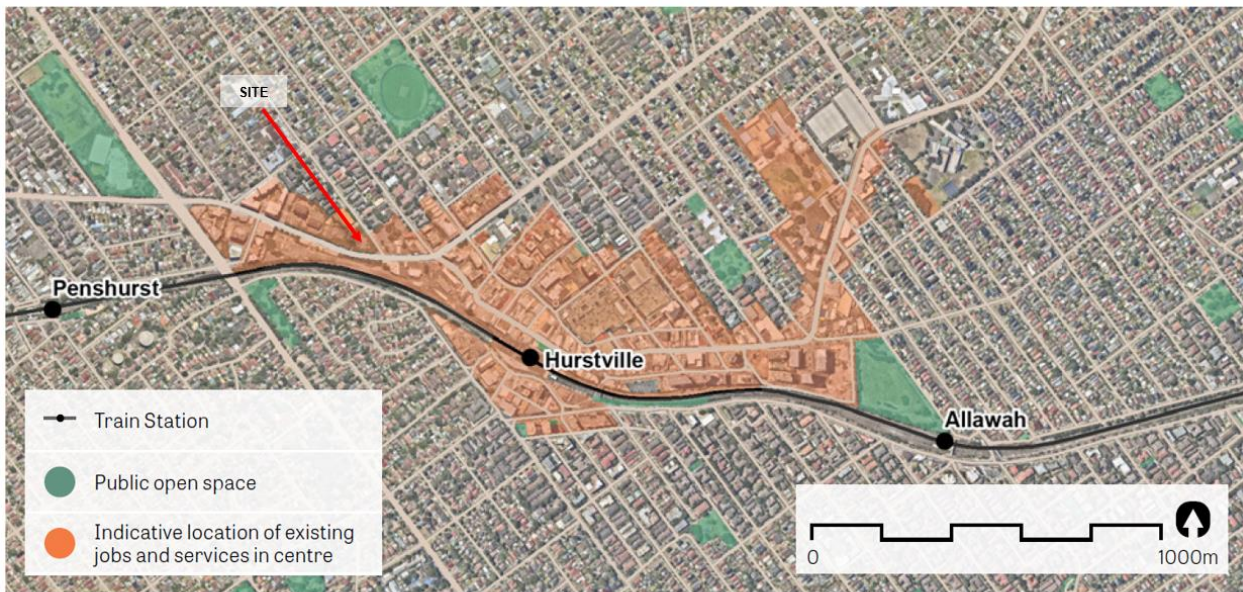 SITE
Penshurst
Hurstville
Allawah
Train Station
Public open space
Indicative location of existing
jobs and services in centre
0
1000m